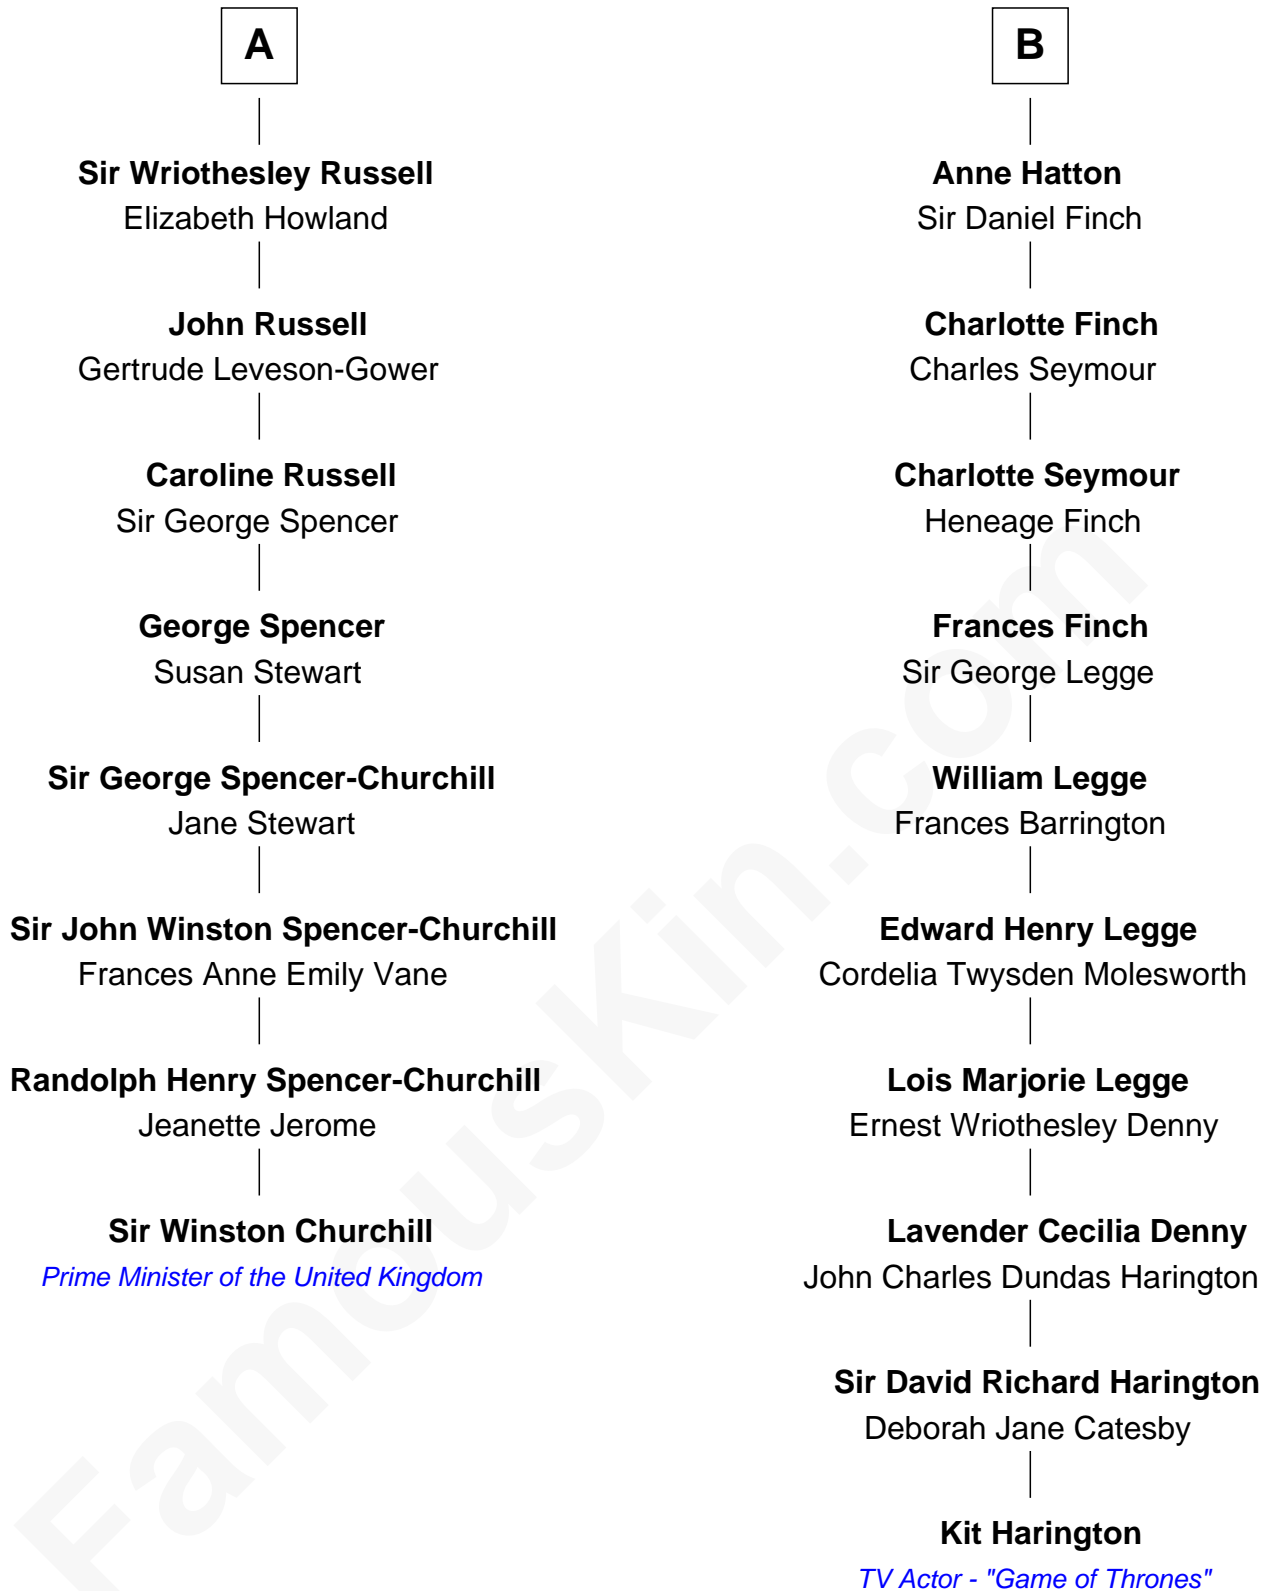 A
Sir Wriothesley Russell
Elizabeth Howland
John Russell
Gertrude Leveson-Gower
Caroline Russell
Sir George Spencer
George Spencer
Susan Stewart
Sir George Spencer-Churchill
Jane Stewart
Sir John Winston Spencer-Churchill
Frances Anne Emily Vane
Randolph Henry Spencer-Churchill
Jeanette Jerome
Sir Winston Churchill
Prime Minister of the United Kingdom
B
Anne Hatton
Sir Daniel Finch
Charlotte Finch
Charles Seymour
Charlotte Seymour
Heneage Finch
Frances Finch
Sir George Legge
William Legge
Frances Barrington
Edward Henry Legge
Cordelia Twysden Molesworth
Lois Marjorie Legge
Ernest Wriothesley Denny
Lavender Cecilia Denny
John Charles Dundas Harington
Sir David Richard Harington
Deborah Jane Catesby
Kit Harington
TV Actor - "Game of Thrones"
FamousKin.com